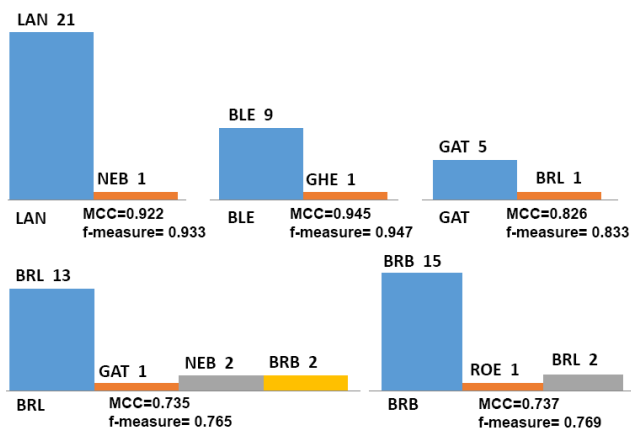 LAN 21
NEB 1
LAN
MCC=0.922
f-measure= 0.933
BLE 9
GHE 1
BLE
MCC=0.945
f-measure= 0.947
GAT 5
BRL 1
GAT
MCC=0.826
f-measure= 0.833
BRL 13
GAT 1
NEB 2
BRB 2
BRL
MCC=0.735
f-measure= 0.765
BRB 15
ROE 1
BRL 2
BRB
MCC=0.737
f-measure= 0.769